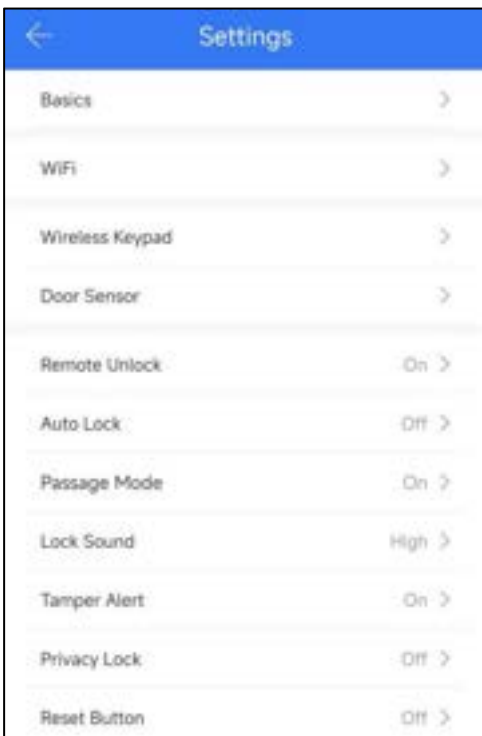 Settings
Basics
WiFi
Wireless Keypad
Door Sensor
Remote Unlock On
Auto Lock Off
Passage Mode On
Lock Sound High
Tamper Alert On
Privacy Lock Off
Reset Button Off